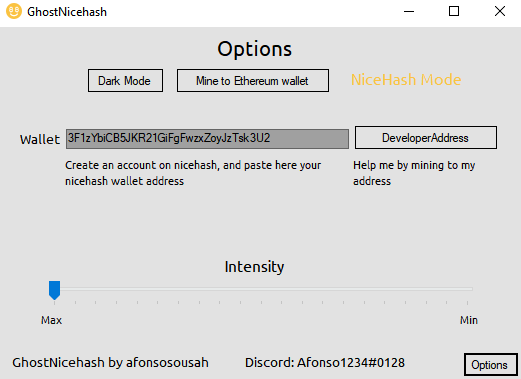 GhostNicehash
Options
Dark Mode
Mine to Ethereum wallet
NiceHash Mode
Wallet
3F1zYbiCB5JKR21GiFgFwzxZoyJzTsk3U2
DeveloperAddress
Create an account on nicehash, and paste here your
nicehash wallet address
Help me by mining to my
address
Intensity
Max
Min
GhostNicehash by afonsosousah
Discord: Afonso1234#0128
Options